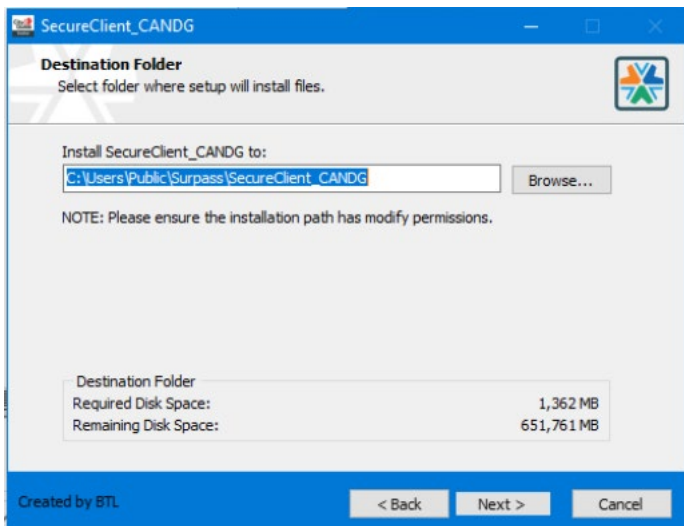 SecureClient_CANDG
Destination Folder
Select folder where setup will install files.
Install SecureClient_CANDG to:
C:\Users\Public\Surpass\SecureClient_CANDG
Browse...
NOTE: Please ensure the installation path has modify permissions.
Destination Folder
Required Disk Space: 1,362 MB
Remaining Disk Space: 651,761 MB
Created by BTL
< Back Next > Cancel